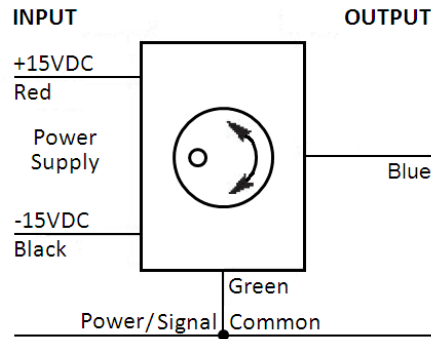 INPUT
OUTPUT
+15VDC
Red
Power
Supply
Blue
-15VDC
Black
Green
Power/Signal Common